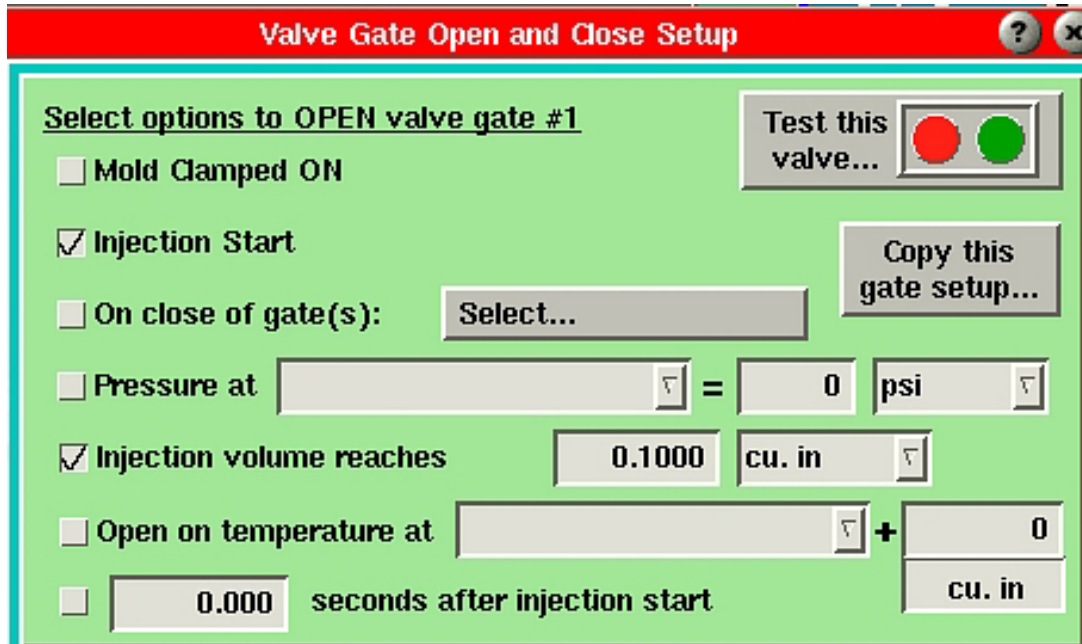 Valve Gate Open and Close Setup
?
Select options to OPEN valve gate #1
Test this
valve...
Mold Clamped ON
Injection Start
Copy this
gate setup...
On close of gate(s): Select...
Pressure at = 0 psi
Injection volume reaches 0.1000 cu. in
Open on temperature at + 0
cu. in
0.000 seconds after injection start